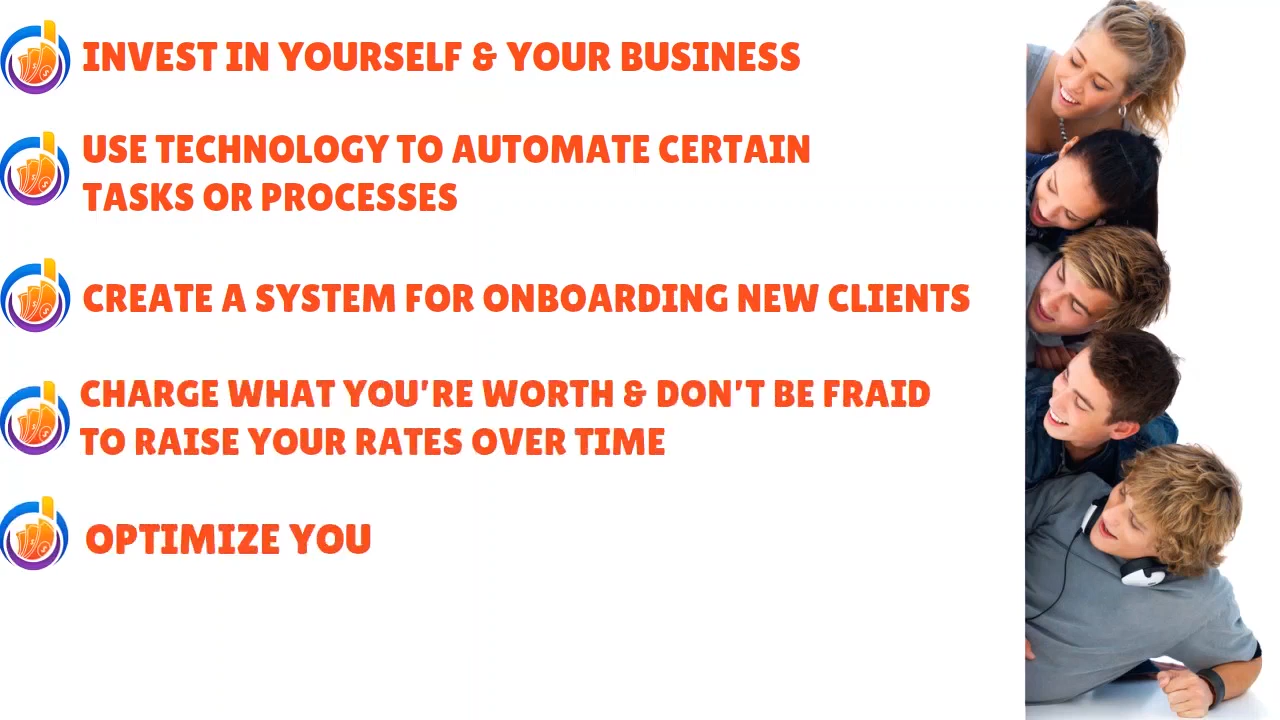 INVEST IN YOURSELF & YOUR BUSINESS
USE TECHNOLOGY TO AUTOMATE CERTAIN
TASKS OR PROCESSES
CREATE A SYSTEM FOR ONBOARDING NEW CLIENTS
CHARGE WHAT YOU'RE WORTH & DON'T BE FRAID
TO RAISE YOUR RATES OVER TIME
OPTIMIZE YOU